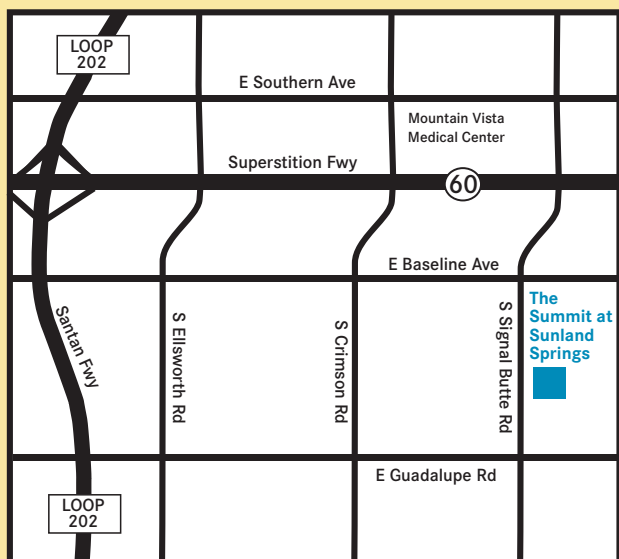 LOOP
202
E Southern Ave
Mountain Vista
Medical Center
Superstition Fwy
60
E Baseline Ave
The
Summit at
Sunland
Springs
Santan Fwy
S Ellsworth Rd
S Crimson Rd
S Signal Butte Rd
E Guadalupe Rd
LOOP
202